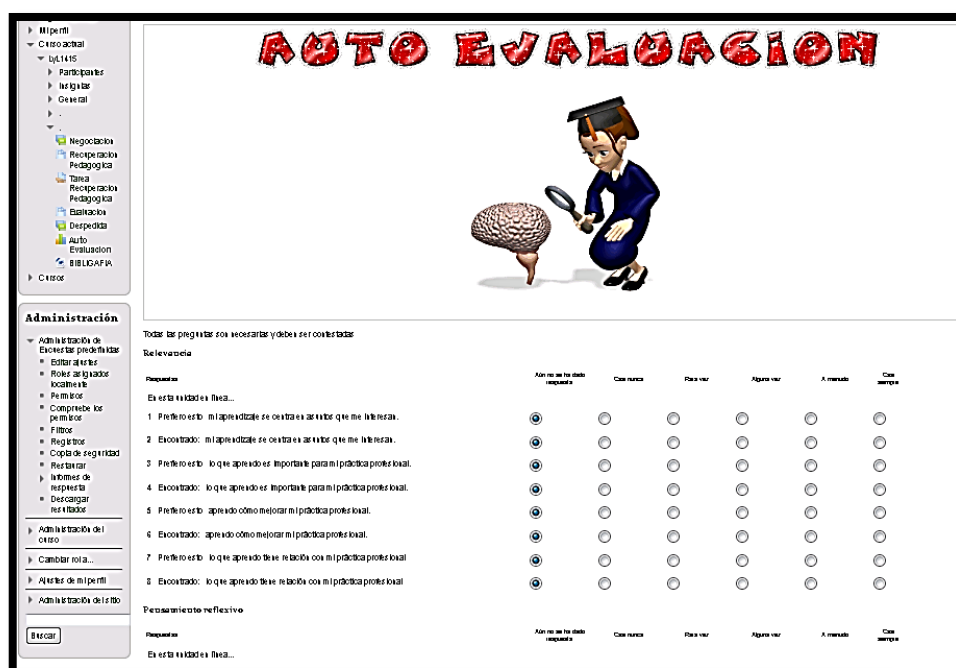 Mi perfil
Curso actual
byL1415
Participantes
Insignias
General
.
.
Negociacion
Recuperacion
Pedagogica
Tarea
Recuperacion
Pedagogica
Evaluacion
Despedida
Auto
Evaluacion
BIBLIGAFIA
Cursos
Administración
Administración de
Encuestas predefinidas
Editar ajustes
Roles asignados
localmente
Permisos
Compruebe los
permisos
Filtros
Registros
Copia de seguridad
Restaurar
Informes de
respuesta
Descargar
resultados
Administración del
curso
Cambiar rol a...
Ajustes de mi perfil
Administración del sitio
Buscar
AUTO EVALUACION
Todas las preguntas son necesarias y deben ser contestadas
Relevancia
Respuestas Aún no se ha dado respuesta Casi nunca Rara vez Alguna vez A menudo Casi siempre
En esta unidad en línea...
1 Prefiero esto mi aprendizaje se centra en asuntos que me interesan.
2 Encontrado: mi aprendizaje se centra en asuntos que me interesan.
3 Prefiero esto lo que aprendo es importante para mi práctica profesional.
4 Encontrado: lo que aprendo es importante para mi práctica profesional.
5 Prefiero esto aprendo cómo mejorar mi práctica profesional.
6 Encontrado: aprendo cómo mejorar mi práctica profesional.
7 Prefiero esto lo que aprendo tiene relación con mi práctica profesional
8 Encontrado: lo que aprendo tiene relación con mi práctica profesional
Pensamiento reflexivo
Respuestas Aún no se ha dado respuesta Casi nunca Rara vez Alguna vez A menudo Casi siempre
En esta unidad en línea...